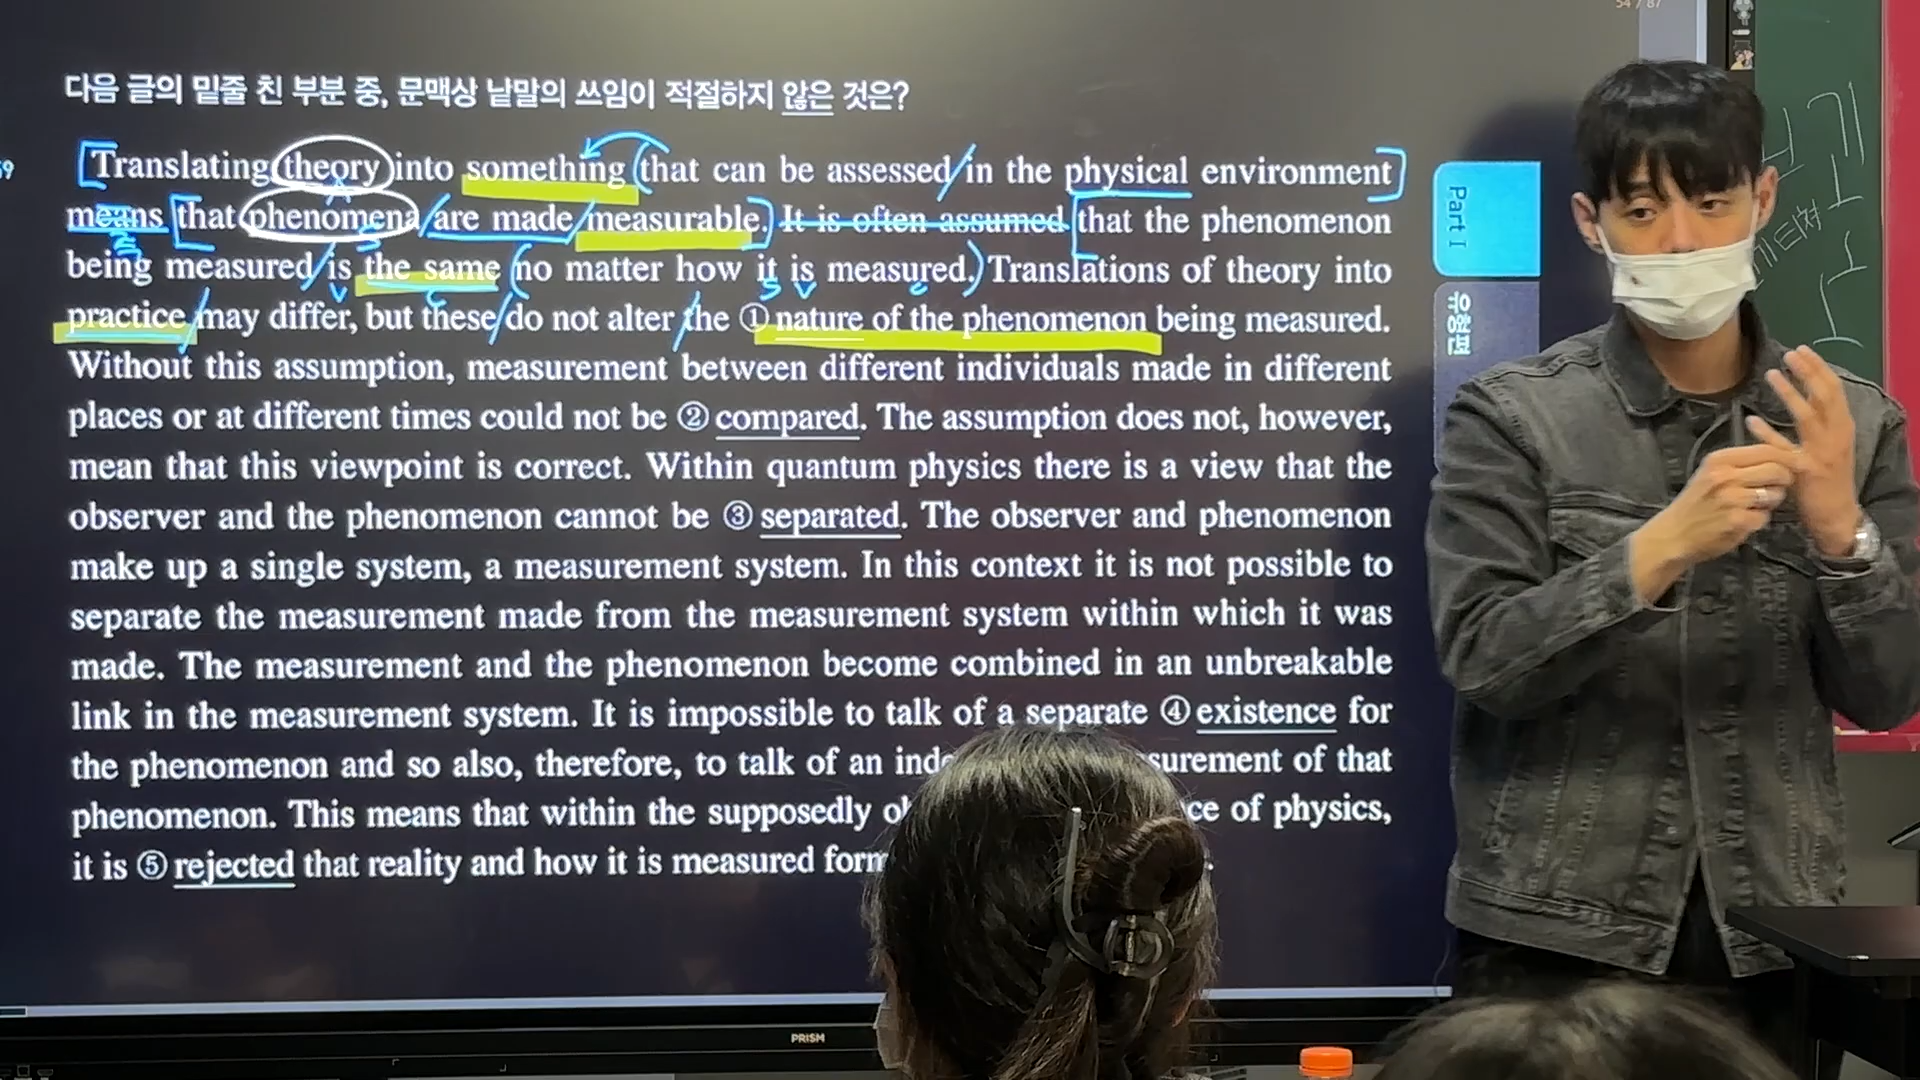 54 / 87
다음 글의 밑줄 친 부분 중, 문맥상 낱말의 쓰임이 적절하지 않은 것은?
Translating theory into something that can be assessed in the physical environment
means that phenomena are made measurable. It is often assumed that the phenomenon
being measured is the same no matter how it is measured. Translations of theory into
practice may differ, but these do not alter the ① nature of the phenomenon being measured.
Without this assumption, measurement between different individuals made in different
places or at different times could not be ② compared. The assumption does not, however,
mean that this viewpoint is correct. Within quantum physics there is a view that the
observer and the phenomenon cannot be ③ separated. The observer and phenomenon
make up a single system, a measurement system. In this context it is not possible to
separate the measurement made from the measurement system within which it was
made. The measurement and the phenomenon become combined in an unbreakable
link in the measurement system. It is impossible to talk of a separate ④ existence for
the phenomenon and so also, therefore, to talk of an of that
phenomenon. This means that within the supposedly of physics,
it is ⑤ rejected that reality and how it is measured
Part I
유형편
PRISM